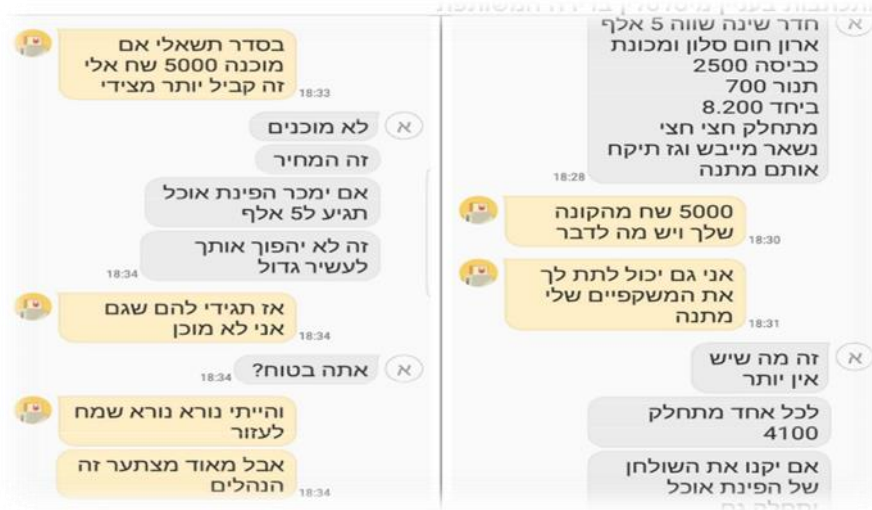 א
חדר שינה שווה 5 אלף
ארון חום סלון ומכונת
כביסה 2500
תנור 700
ביחד 8.200
מתחלק חצי חצי
נשאר מייבש וגז תיקח
אותם מתנה
18:28
5000 שח מהקונה
שלך ויש מה לדבר
18:30
אני גם יכול לתת לך
את המשקפיים שלי
מתנה
18:31
א
זה מה שיש
אין יותר
לכל אחד מתחלק
4100
אם יקנו את השולחן
של הפינת אוכל
בסדר תשאלי אם
מוכנה 5000 שח אלי
זה קביל יותר מצידי
18:33
א
לא מוכנים
זה המחיר
אם ימכר הפינת אוכל
תגיע ל5 אלף
זה לא יהפוך אותך
לעשיר גדול
18:34
אז תגידי להם שגם
אני לא מוכן
18:34
א
אתה בטוח?
18:34
והייתי נורא נורא שמח
לעזור
אבל מאוד מצתער זה
הנהלים
18:34